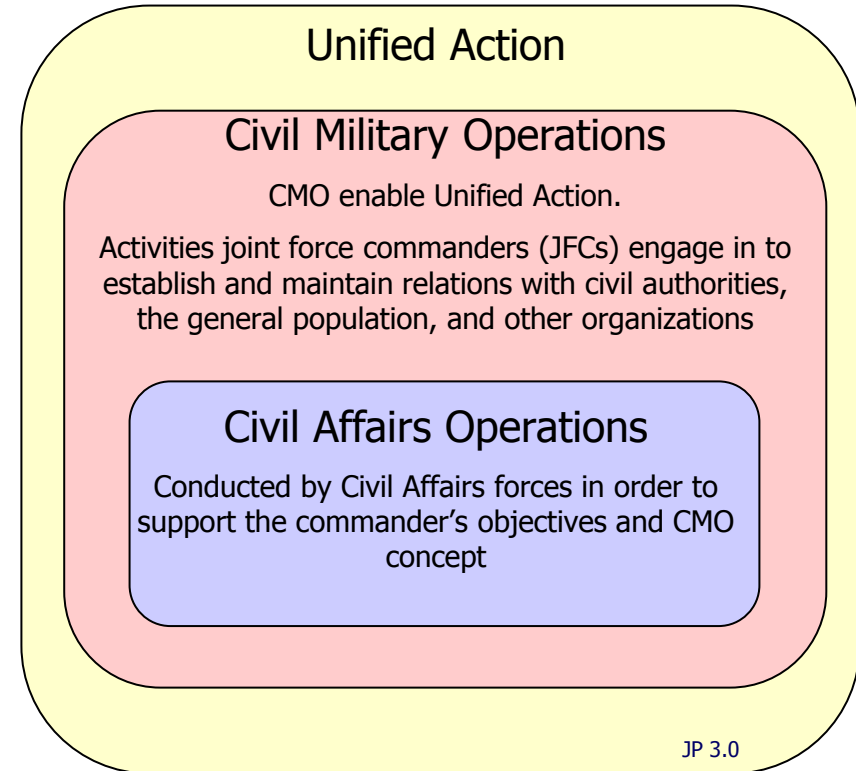 Unified Action
Civil Military Operations
CMO enable Unified Action.
Activities joint force commanders (JFCs) engage in to
establish and maintain relations with civil authorities,
the general population, and other organizations
Civil Affairs Operations
Conducted by Civil Affairs forces in order to
support the commander’s objectives and CMO
concept
JP 3.0